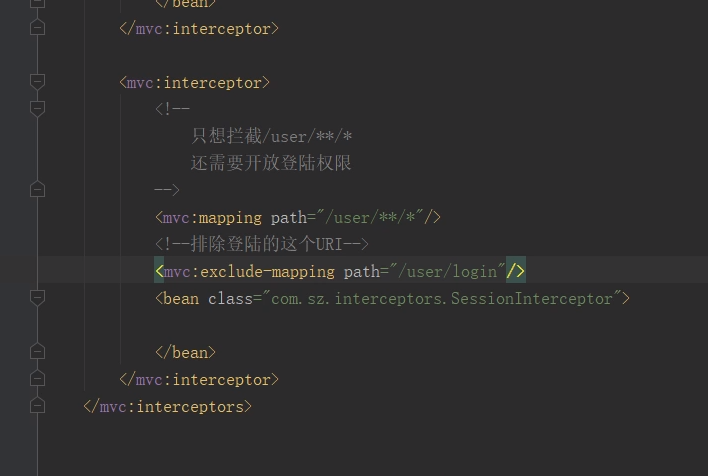 </bean>
</mvc:interceptor>
<mvc:interceptor>
<!--
只想拦截/user/**/*
还需要开放登陆权限
-->
<mvc:mapping path="/user/**/*"/>
<!--排除登陆的这个URI-->
<mvc:exclude-mapping path="/user/login"/>
<bean class="com.sz.interceptors.SessionInterceptor">
</bean>
</mvc:interceptor>
</mvc:interceptors>